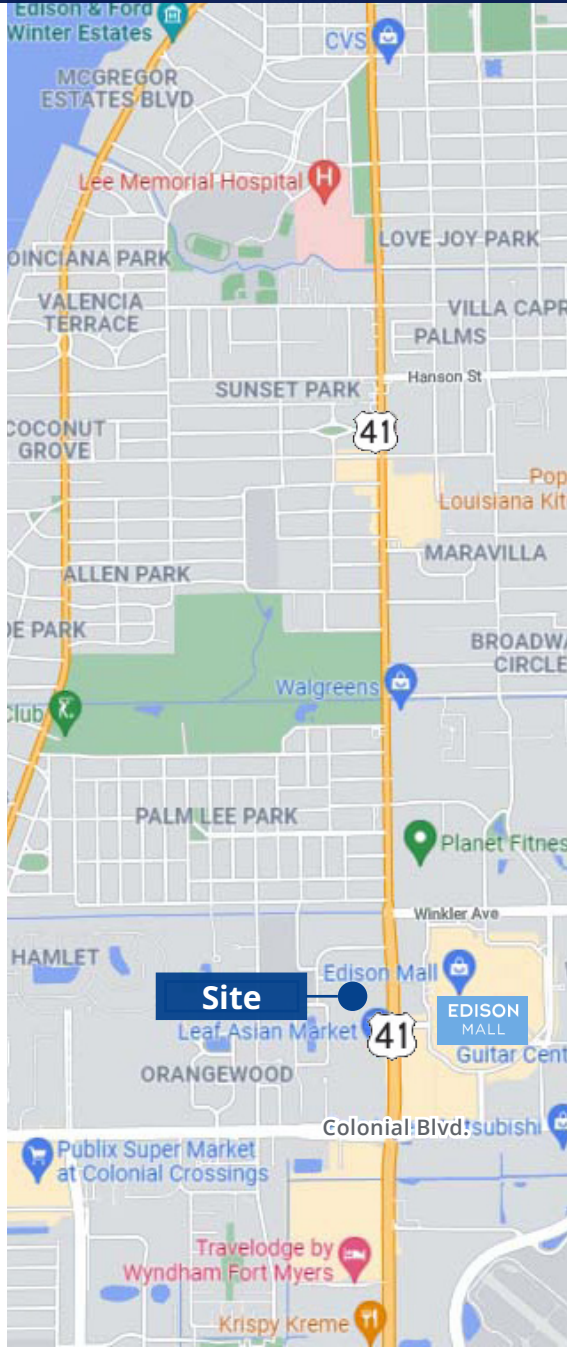 Edison & Ford
Winter Estates
CVS
MCGREGOR
ESTATES BLVD
Lee Memorial Hospital
H
LOVE JOY PARK
OINCIANA PARK
VALENCIA
TERRACE
VILLA CAPR
PALMS
Hanson St
SUNSET PARK
41
COCONUT
GROVE
Pop
Louisiana Kit
MARAVILLA
ALLEN PARK
DE PARK
BROADWA
CIRCLE
Walgreens
Club
PALM LEE PARK
Planet Fitnes
Winkler Ave
HAMLET
Edison Mall
Site
EDISON
MALL
Leaf Asian Market
41
Guitar Cent
ORANGEWOOD
Colonial Blvd.
subishi
Publix Super Market
at Colonial Crossings
Travelodge by
Wyndham Fort Myers
Krispy Kreme